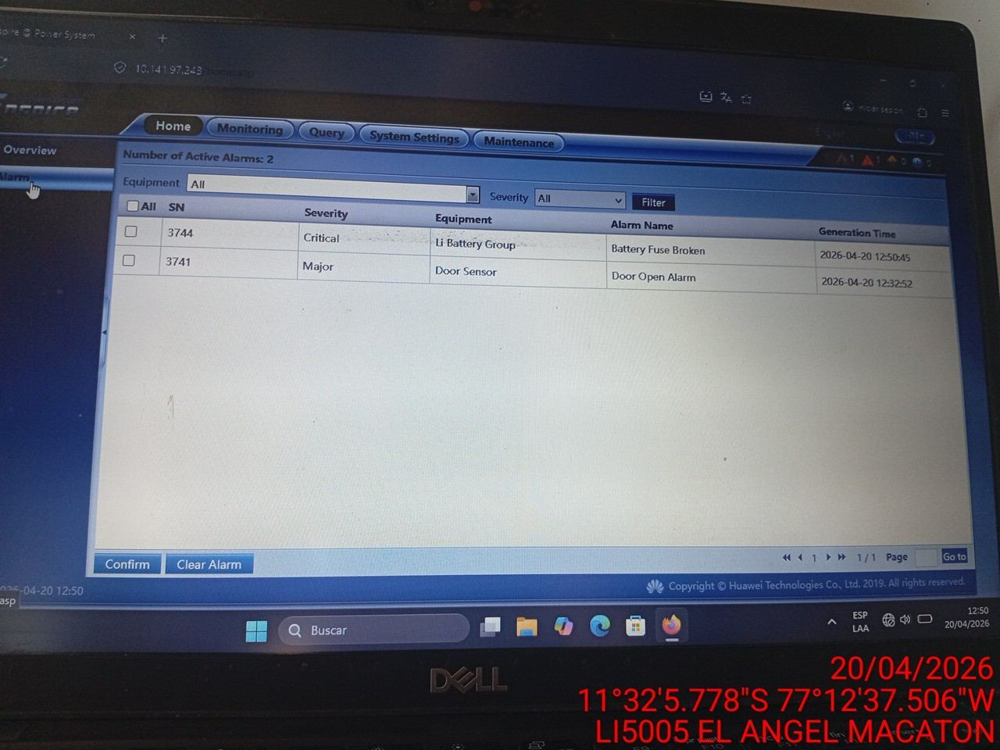 Power System
10.141.97.243
Home
Monitoring
Query
System Settings
Maintenance
Overview
Alarm
1 1 0 0
Number of Active Alarms: 2
Equipment All Severity All Filter
All SN Severity Equipment Alarm Name Generation Time
3744 Critical Li Battery Group Battery Fuse Broken 2026-04-20 12:50:45
3741 Major Door Sensor Door Open Alarm 2026-04-20 12:32:52
Confirm Clear Alarm 1 1 / 1 Page Go to
-04-20 12:50
Copyright © Huawei Technologies Co., Ltd. 2019. All rights reserved.
asp
Buscar
ESP
LAA
12:50
20/04/2026
DELL
20/04/2026
11°32'5.778"S 77°12'37.506"W
LI5005 EL ANGEL MACATON